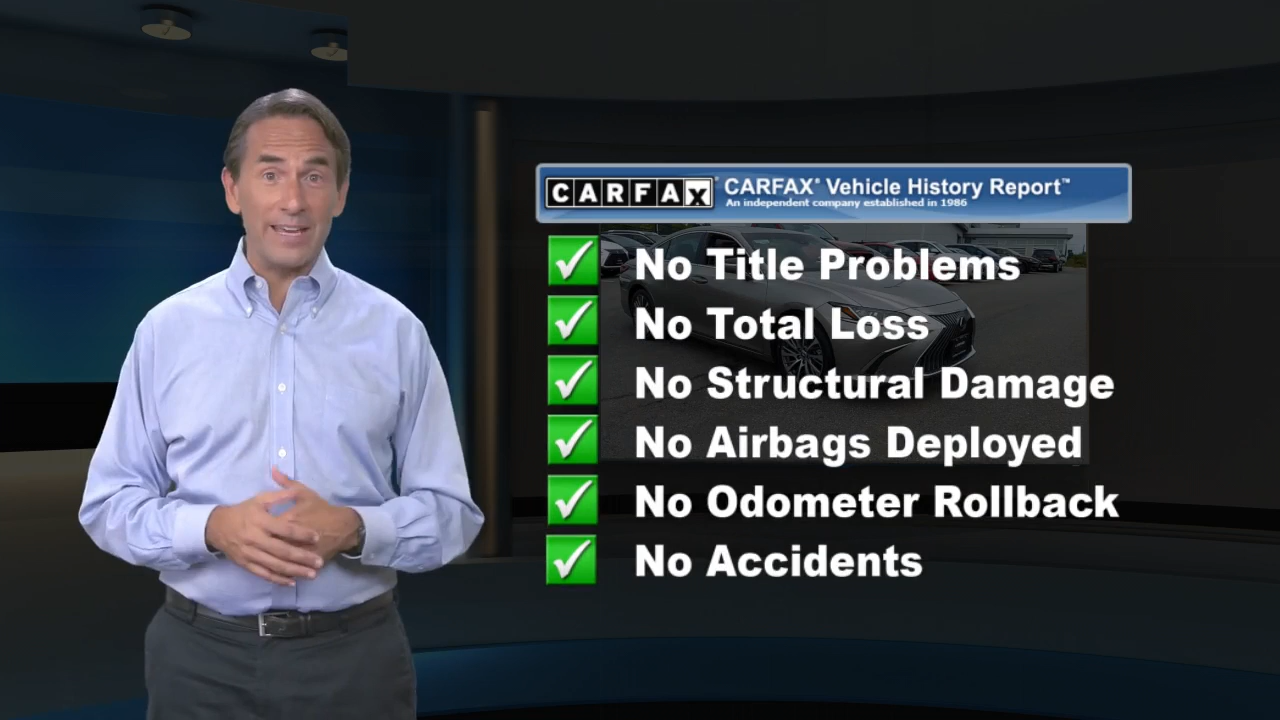 CARFAX® CARFAX® Vehicle History Report™
An independent company established in 1986
No Title Problems
No Total Loss
No Structural Damage
No Airbags Deployed
No Odometer Rollback
No Accidents